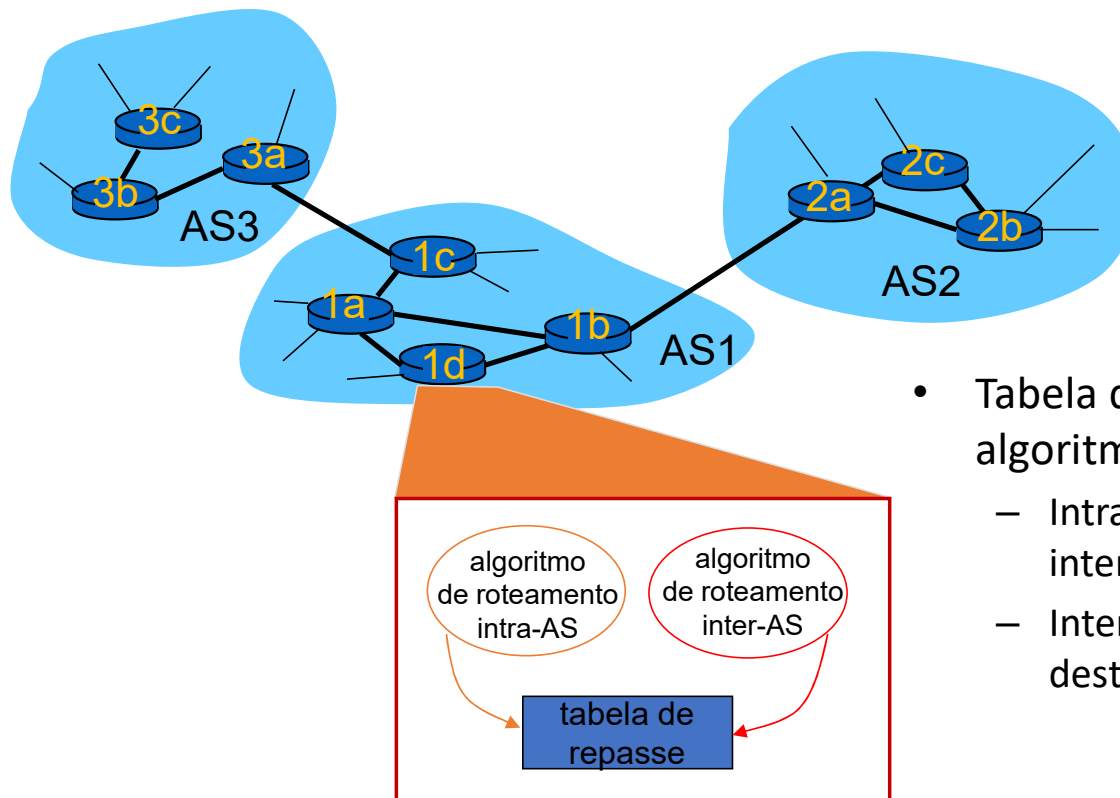 3c
3a
3b
AS3
2c
2a
2b
AS2
1c
1a
1b
1d
AS1
•
Tabela
algoritm
– Intra
inter
– Inter
dest
algoritmo
de roteamento
intra-AS
algoritmo
de roteamento
inter-AS
tabela de
repasse